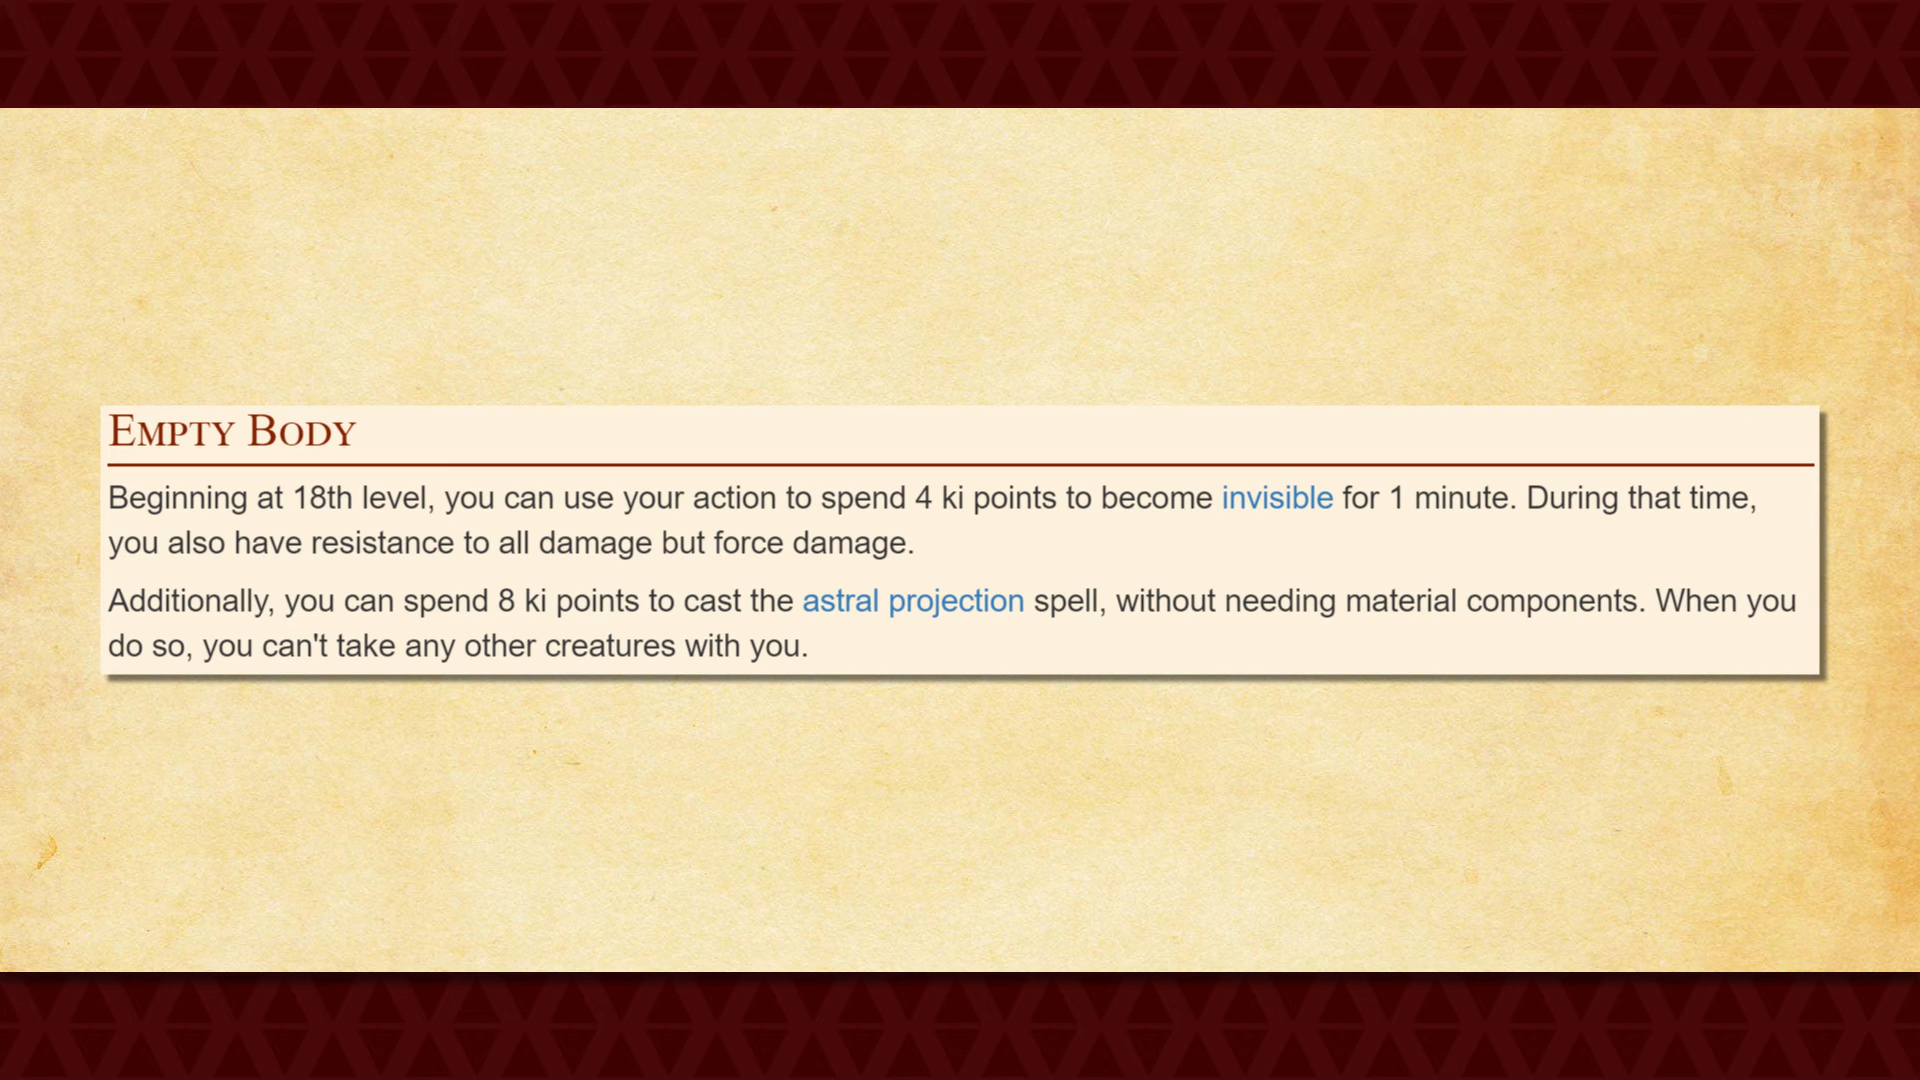 Empty Body
Beginning at 18th level, you can use your action to spend 4 ki points to become invisible for 1 minute. During that time,
you also have resistance to all damage but force damage.
Additionally, you can spend 8 ki points to cast the astral projection spell, without needing material components. When you
do so, you can't take any other creatures with you.